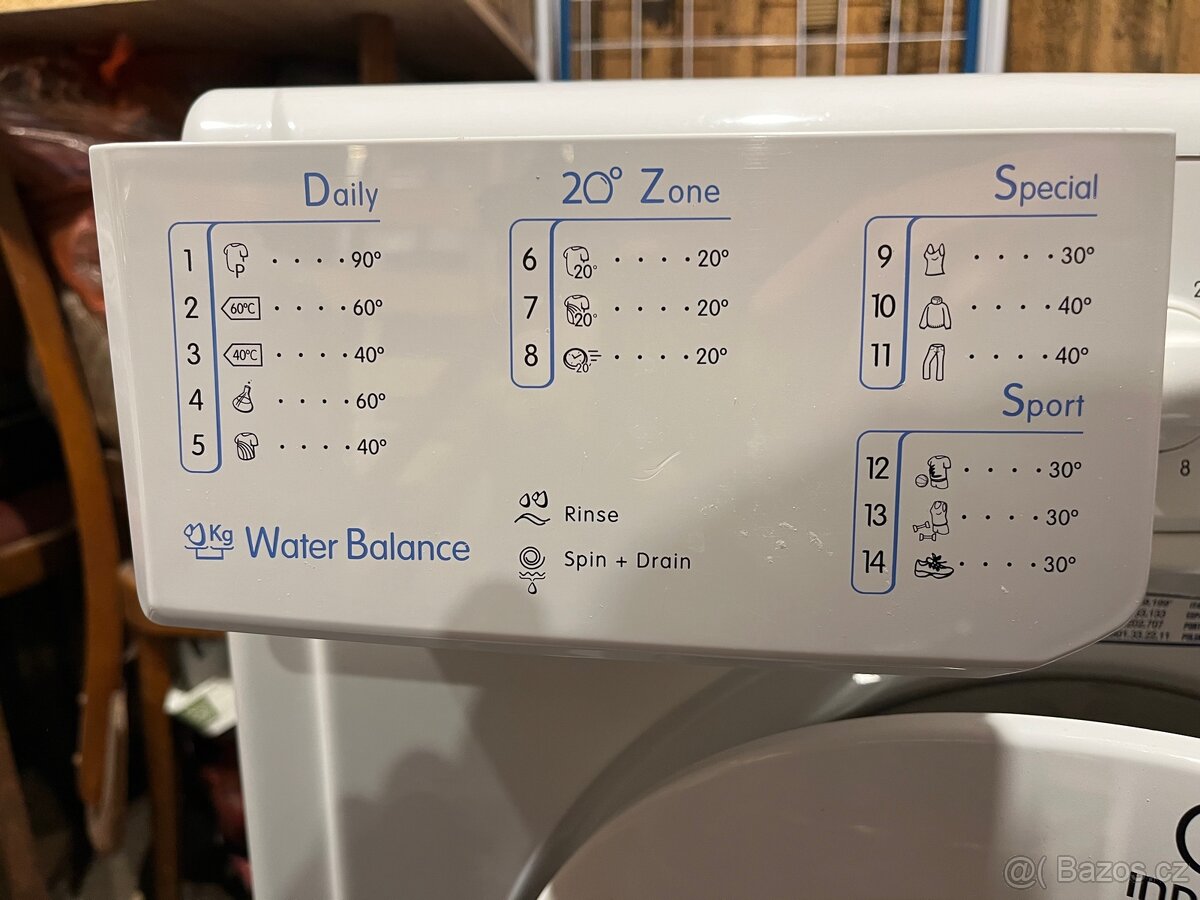 Daily
1 P . . . . 90°
2 60°C . . . . 60°
3 40°C . . . . 40°
4 . . . . 60°
5 . . . . 40°
Water Balance
Kg
20° Zone
6 20° . . . . 20°
7 20° . . . . 20°
8 20' . . . . 20°
Rinse
Spin + Drain
Special
9 . . . . 30°
10 . . . . 40°
11 . . . . 40°
Sport
12 . . . . 30°
13 . . . . 30°
14 . . . . 30°
2
8
Bazos.cz